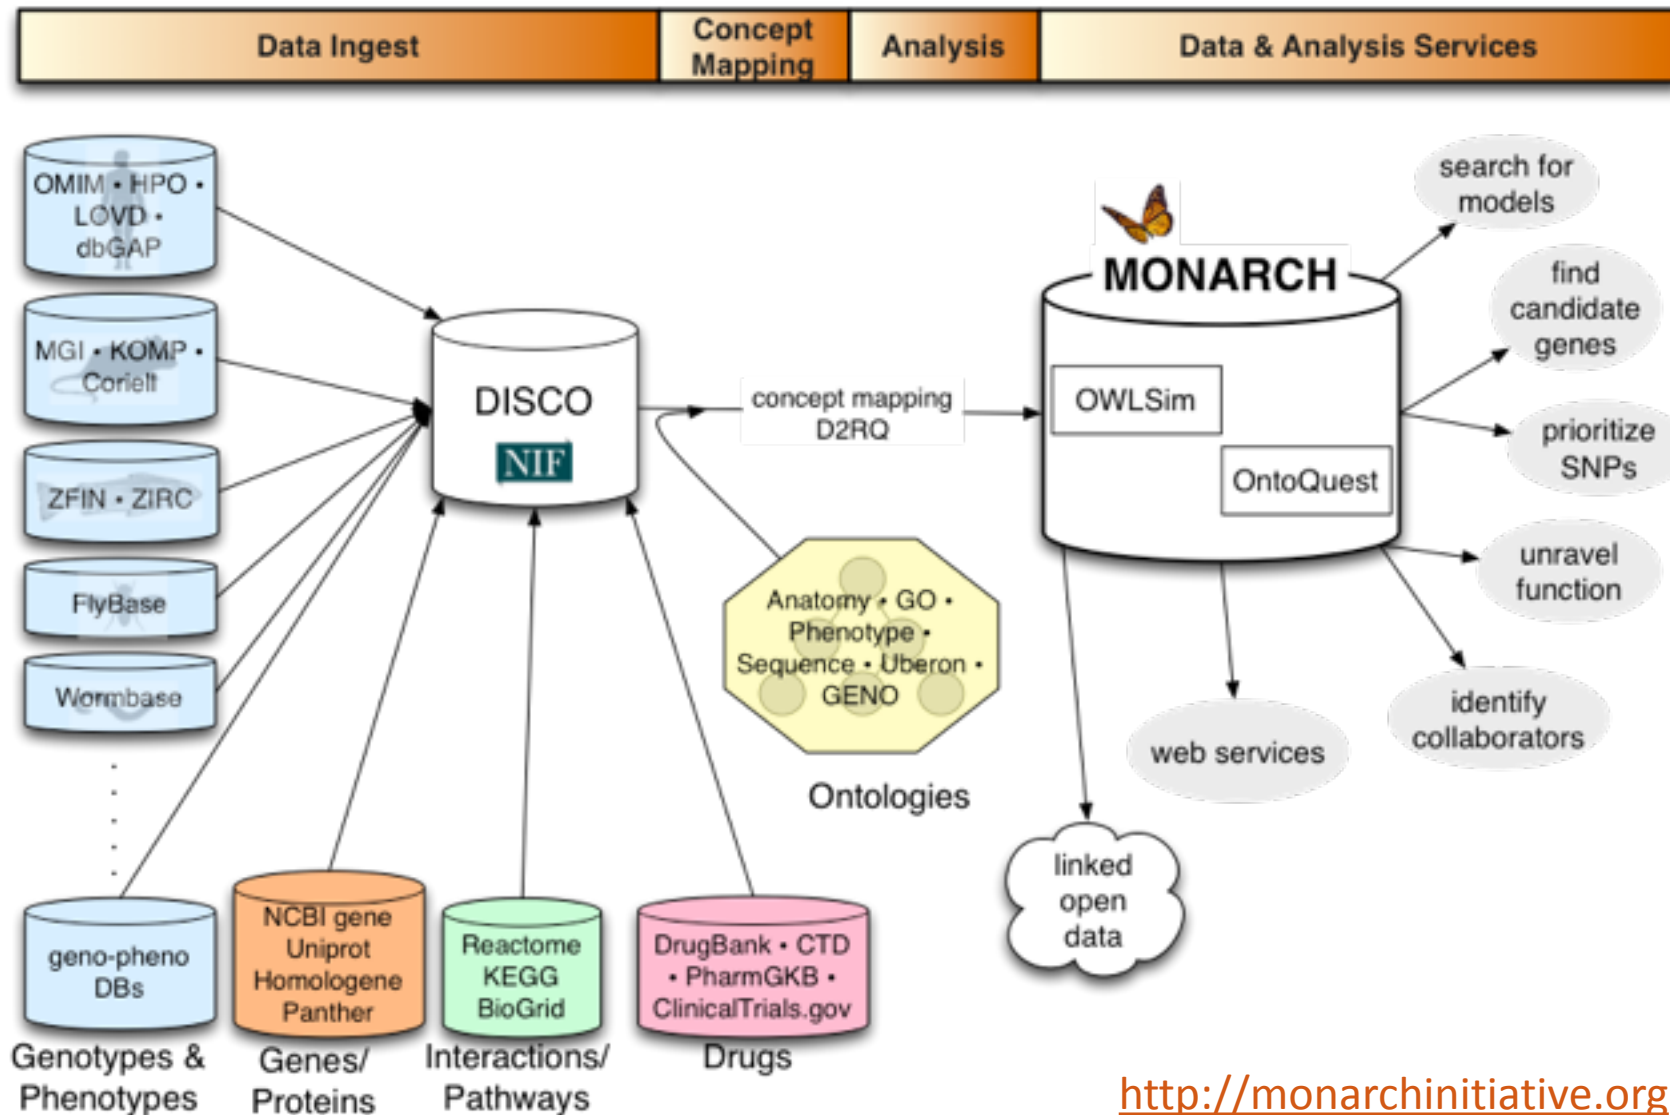 Data Ingest
Concept
Mapping
Analysis
Data & Analysis Services
OMIM • HPO •
LOVD •
dbGAP
MGI • KOMP •
Coriell
ZFIN • ZIRC
FlyBase
Wormbase
geno-pheno
DBs
Genotypes &
Phenotypes
NCBI gene
Uniprot
Homologene
Panther
Genes/
Proteins
Reactome
KEGG
BioGrid
Interactions/
Pathways
DrugBank • CTD
• PharmGKB •
ClinicalTrials.gov
Drugs
DISCO
NIF
concept mapping
D2RQ
Anatomy • GO •
Phenotype •
Sequence • Uberon •
GENO
Ontologies
MONARCH
OWLSim
OntoQuest
search for
models
find
candidate
genes
prioritize
SNPs
unravel
function
identify
collaborators
web services
linked
open
data
http://monarchinitiative.org